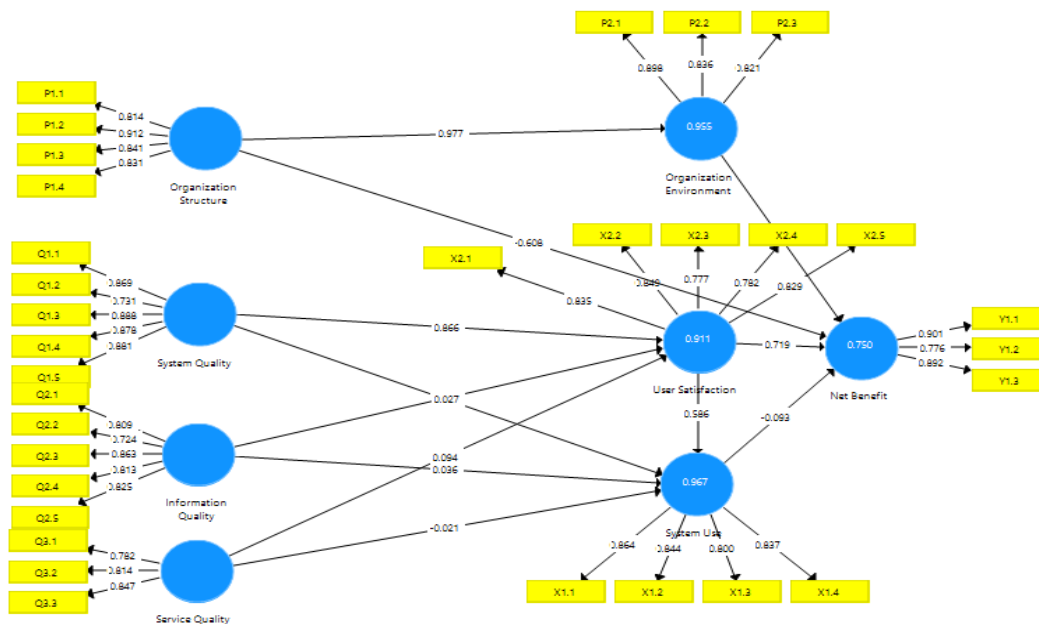 P2.1
P2.2
P2.3
0.898
0.836
0.821
P1.1
P1.2
P1.3
P1.4
0.814
0.912
0.841
0.831
0.977
0.955
Organization
Structure
Organization
Environment
-0.608
X2.1
X2.2
X2.3
X2.4
X2.5
0.835
0.849
0.777
0.782
0.829
Q1.1
Q1.2
Q1.3
Q1.4
Q1.5
0.869
0.731
0.888
0.878
0.881
System Quality
0.866
0.911
User Satisfaction
0.719
0.750
Net Benefit
0.901
0.776
0.892
Y1.1
Y1.2
Y1.3
0.586
-0.093
Q2.1
Q2.2
Q2.3
Q2.4
Q2.5
0.809
0.724
0.863
0.813
0.825
Information
Quality
0.027
0.094
0.036
-0.021
0.967
System Use
Q3.1
Q3.2
Q3.3
0.782
0.814
0.847
Service Quality
0.864
0.844
0.800
0.837
X1.1
X1.2
X1.3
X1.4